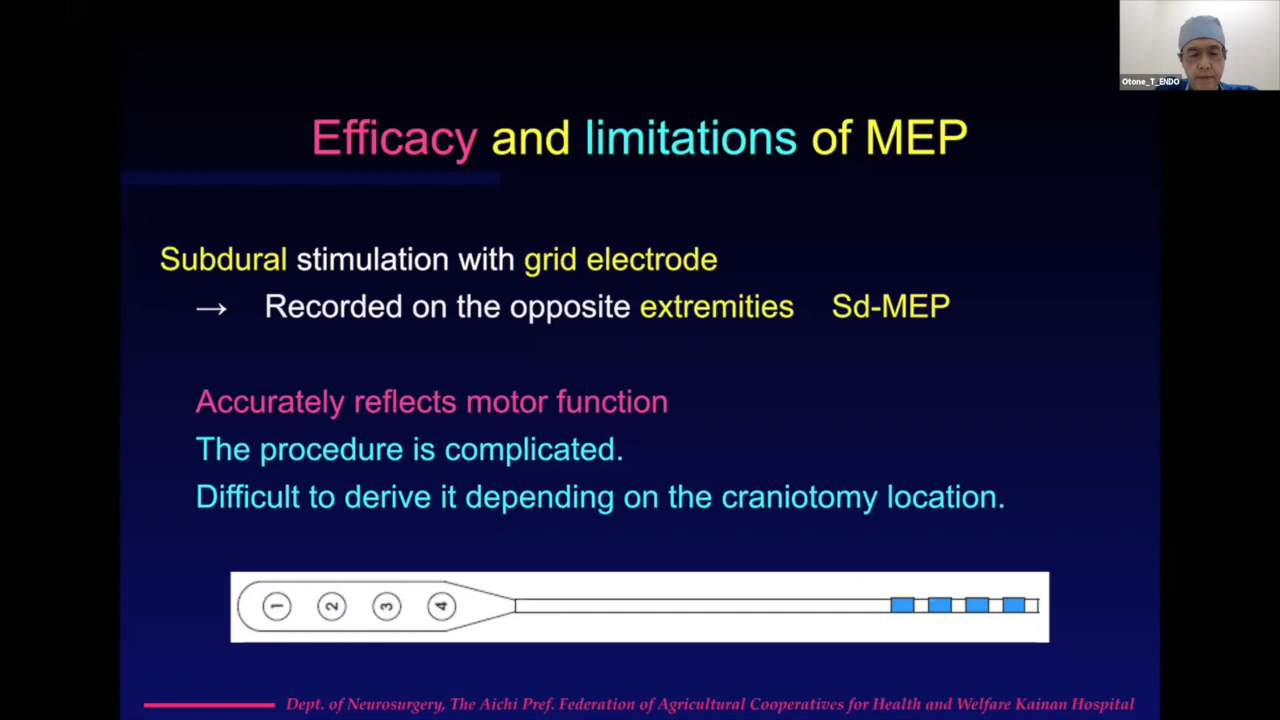 Otone_T_ENDO
Efficacy and limitations of MEP
Subdural stimulation with grid electrode
→ Recorded on the opposite extremities Sd-MEP
Accurately reflects motor function
The procedure is complicated.
Difficult to derive it depending on the craniotomy location.
1 2 3 4
Dept. of Neurosurgery, The Aichi Pref. Federation of Agricultural Cooperatives for Health and Welfare Kainan Hospital